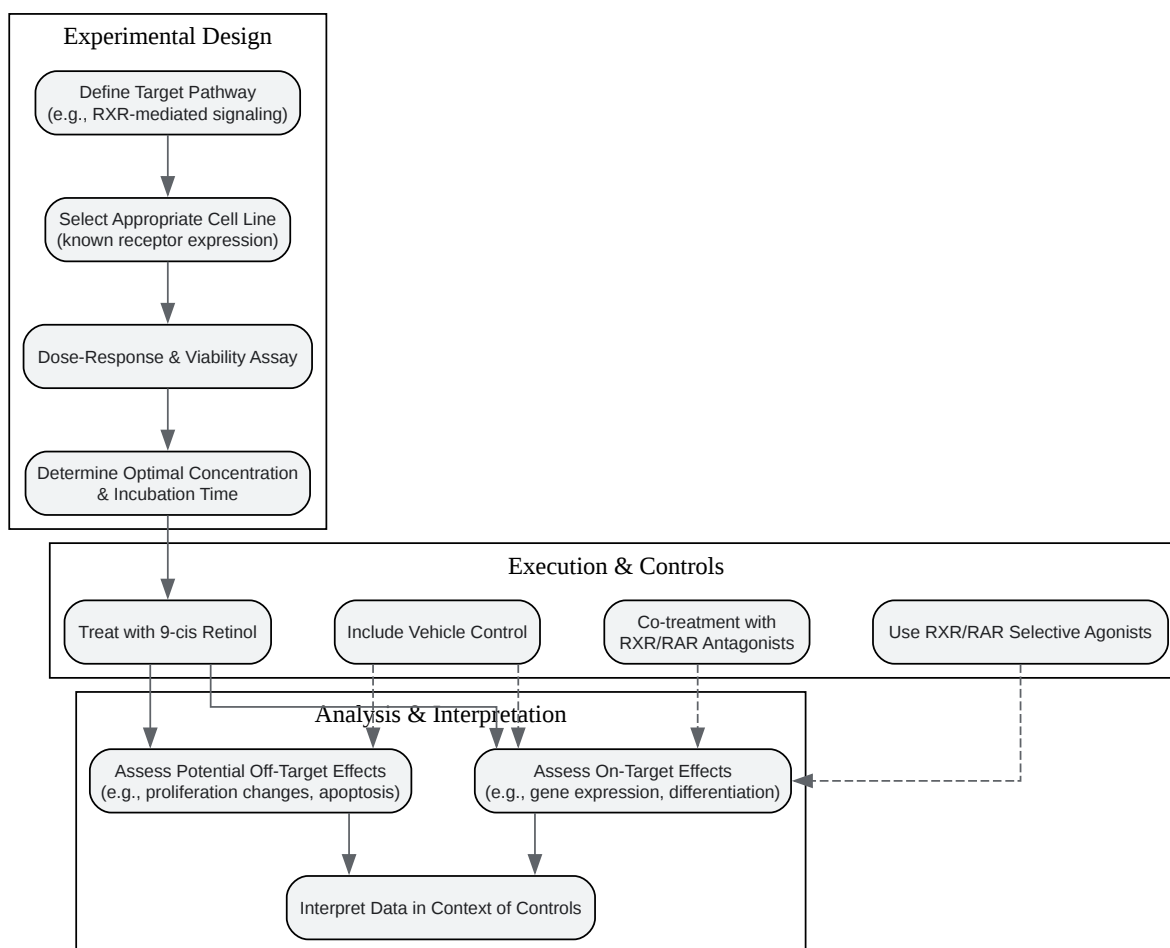 Experimental Design
Define Target Pathway
(e.g., RXR-mediated signaling)
Select Appropriate Cell Line
(known receptor expression)
Dose-Response & Viability Assay
Determine Optimal Concentration
& Incubation Time
Execution & Controls
Treat with 9-cis Retinol
Include Vehicle Control
Co-treatment with
RXR/RAR Antagonists
Use RXR/RAR Selective Agonists
Analysis & Interpretation
Assess Potential Off-Target Effects
(e.g., proliferation changes, apoptosis)
Assess On-Target Effects
(e.g., gene expression, differentiation)
Interpret Data in Context of Controls